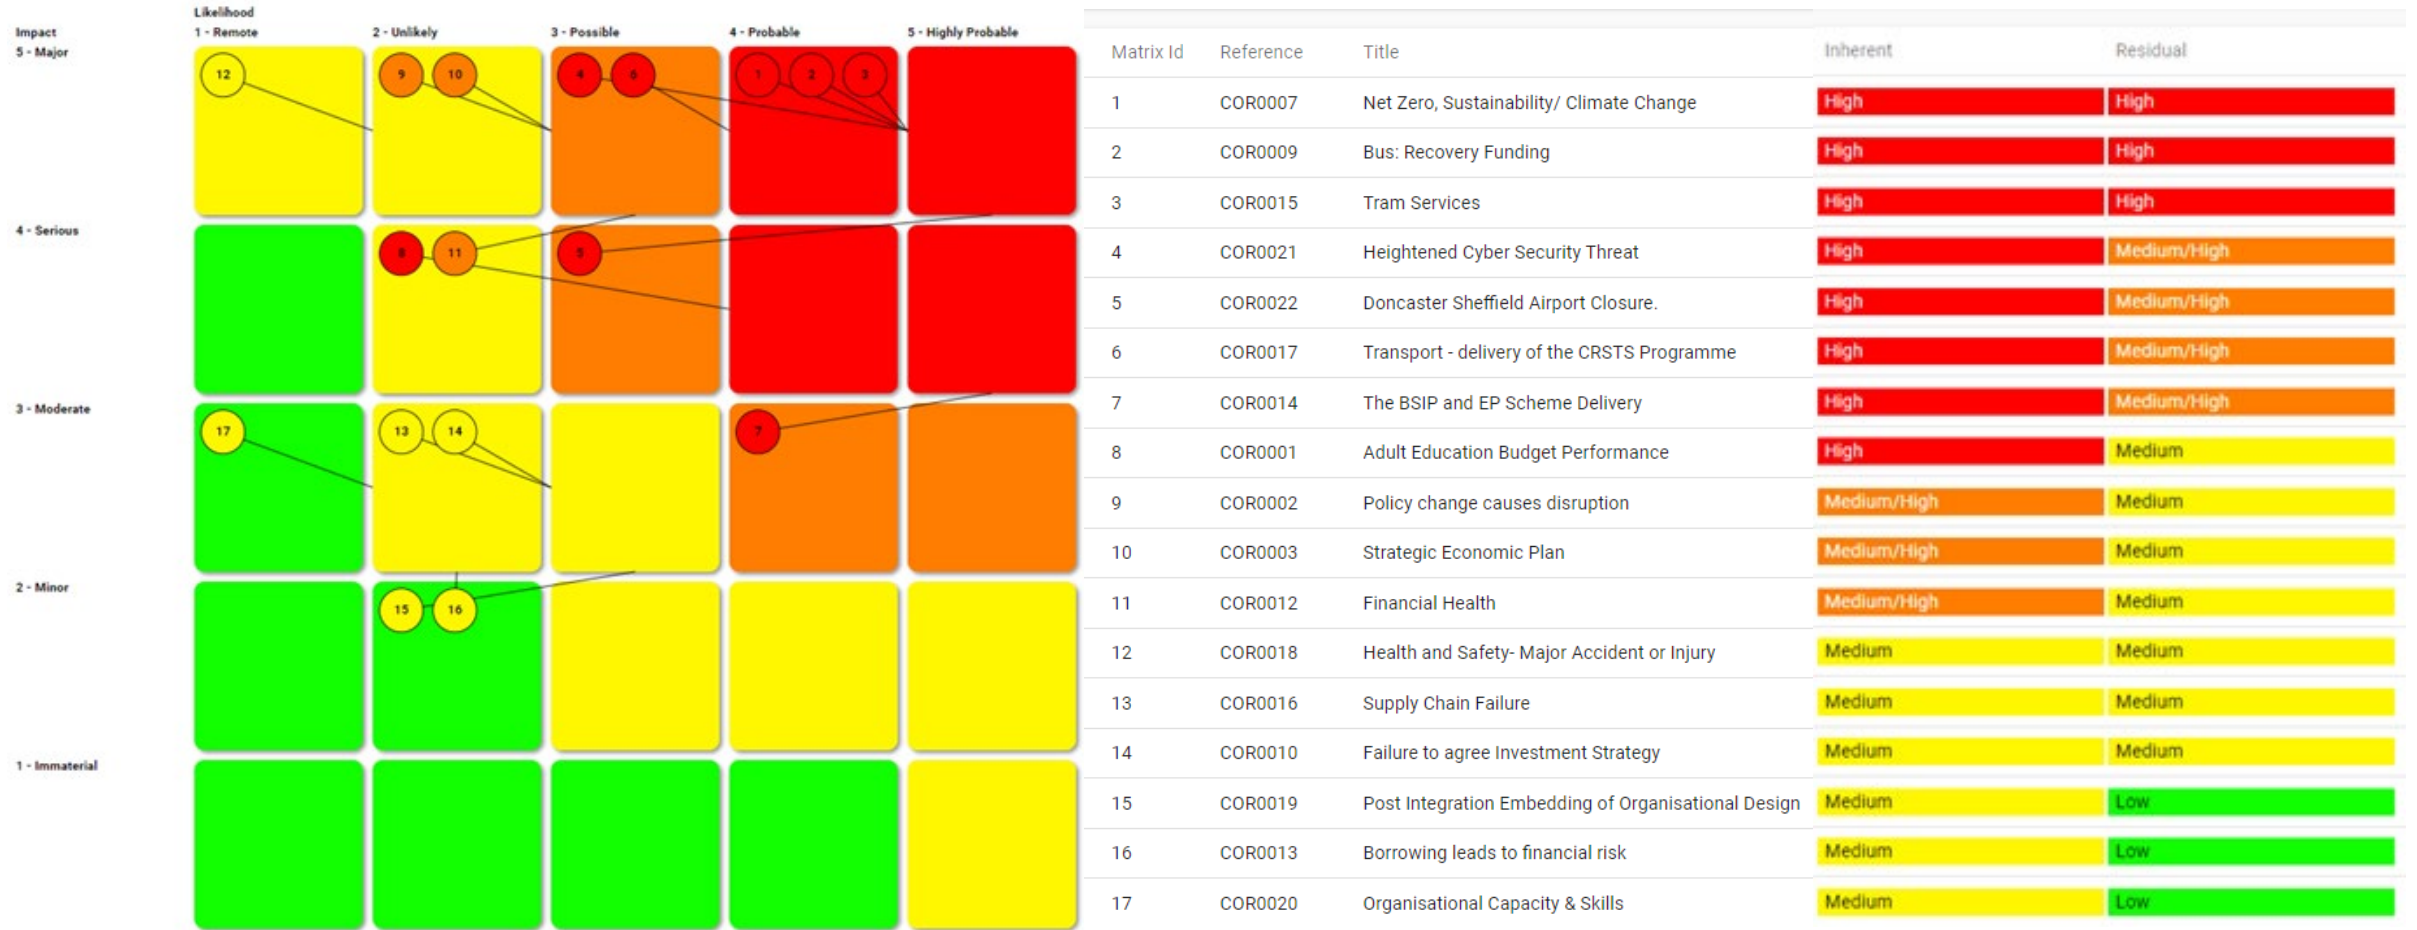 Likelihood
Impact 1 - Remote 2 - Unlikely 3 - Possible 4 - Probable 5 - Highly Probable
5 - Major
12 9 10 4 6 1 2 3
4 - Serious
8 11 5
3 - Moderate
17 13 14 7
2 - Minor
15 16
1 - Immaterial
Matrix Id Reference Title Inherent Residual
1 COR0007 Net Zero, Sustainability/ Climate Change High High
2 COR0009 Bus: Recovery Funding High High
3 COR0015 Tram Services High High
4 COR0021 Heightened Cyber Security Threat High Medium/High
5 COR0022 Doncaster Sheffield Airport Closure. High Medium/High
6 COR0017 Transport - delivery of the CRSTS Programme High Medium/High
7 COR0014 The BSIP and EP Scheme Delivery High Medium/High
8 COR0001 Adult Education Budget Performance High Medium
9 COR0002 Policy change causes disruption Medium/High Medium
10 COR0003 Strategic Economic Plan Medium/High Medium
11 COR0012 Financial Health Medium/High Medium
12 COR0018 Health and Safety- Major Accident or Injury Medium Medium
13 COR0016 Supply Chain Failure Medium Medium
14 COR0010 Failure to agree Investment Strategy Medium Medium
15 COR0019 Post Integration Embedding of Organisational Design Medium Low
16 COR0013 Borrowing leads to financial risk Medium Low
17 COR0020 Organisational Capacity & Skills Medium Low